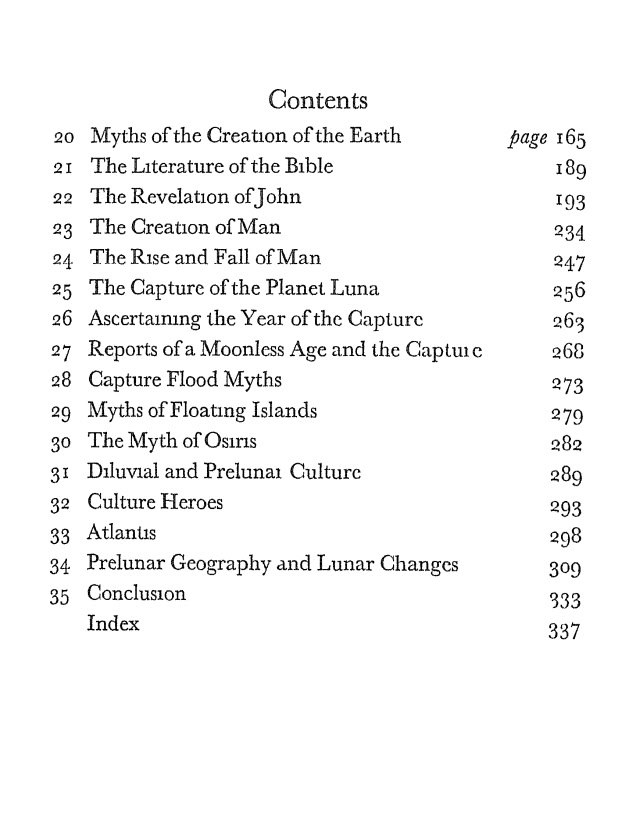 Contents
20 Myths of the Creation of the Earth page 165
21 The Literature of the Bible 189
22 The Revelation of John 193
23 The Creation of Man 234
24 The Rise and Fall of Man 247
25 The Capture of the Planet Luna 256
26 Ascertaining the Year of the Capture 263
27 Reports of a Moonless Age and the Capture 268
28 Capture Flood Myths 273
29 Myths of Floating Islands 279
30 The Myth of Osiris 282
31 Diluvial and Prelunar Culture 289
32 Culture Heroes 293
33 Atlantis 298
34 Prelunar Geography and Lunar Changes 309
35 Conclusion 333
Index 337